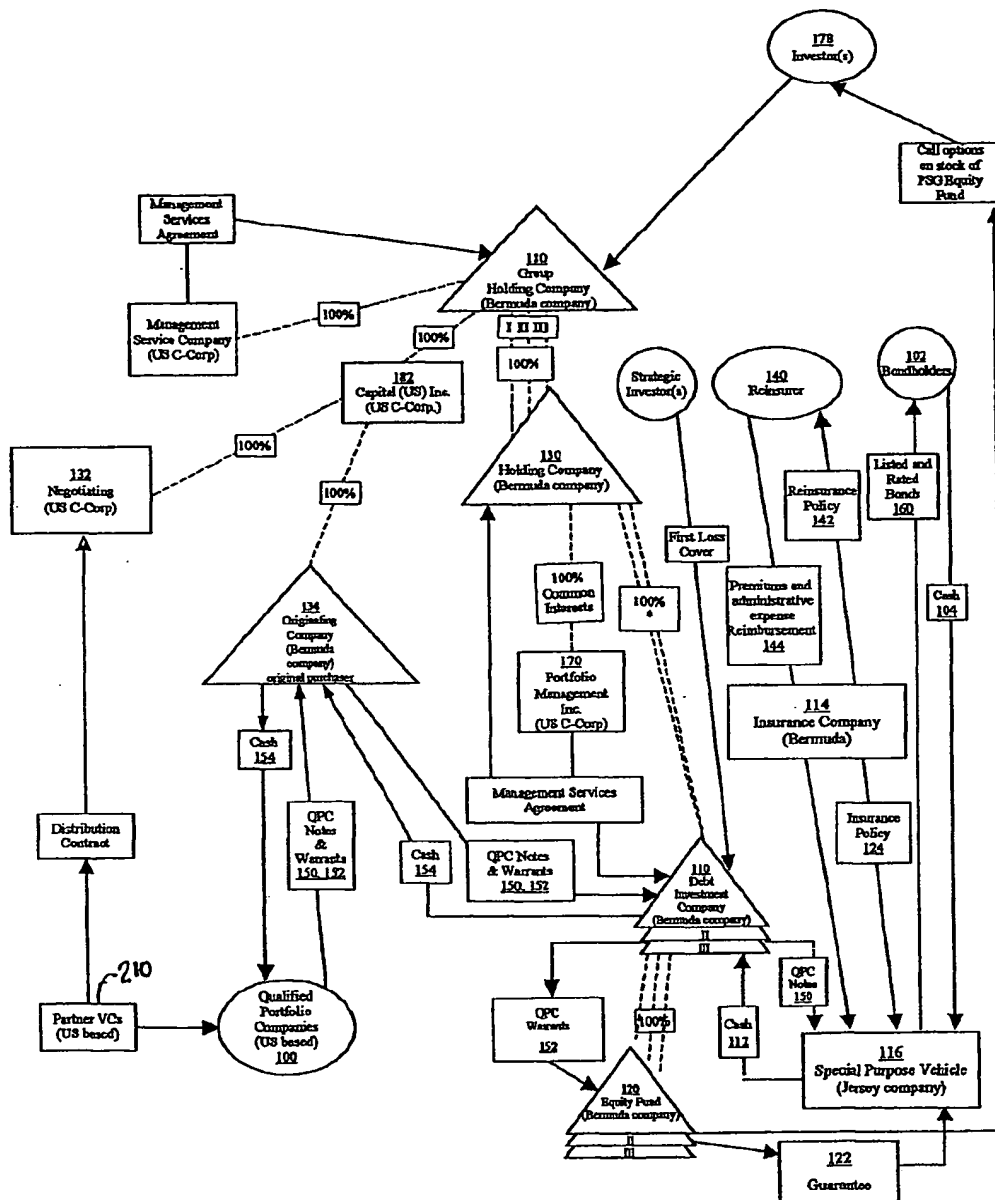 178
Investor(s)
Call options
on stock of
PSG Equity
Fund
Management
Services
Agreement
180
Group
Holding Company
(Bermuda company)
100%
I II III
Management
Service Company
(US C-Corp)
100%
100%
182
Capital (US) Inc.
(US C-Corp.)
Strategic
Investor(s)
140
Reinsurer
102
Bondholders
100%
132
Negotiating
(US C-Corp)
130
Holding Company
(Bermuda company)
Reinsurance
Policy
142
Listed and
Rated
Bonds
160
100%
First Loss
Cover
100%
Common
Interests
100%
*
Premiums and
administrative
expense
Reimbursement
144
Cash
104
134
Originating
Company
(Bermuda
company)
original purchaser
170
Portfolio
Management
Inc.
(US C-Corp)
114
Insurance Company
(Bermuda)
Cash
154
Management Services
Agreement
QPC
Notes
&
Warrants
150, 152
Insurance
Policy
124
Distribution
Contract
Cash
154
QPC Notes
& Warrants
150, 152
110
Debt
Investment
Company
(Bermuda company)
II
III
210
QPC
Notes
150
Partner VCs
(US based)
Qualified
Portfolio
Companies
(US based)
100
QPC
Warrants
152
100%
Cash
112
116
Special Purpose Vehicle
(Jersey company)
120
Equity Fund
(Bermuda company)
II
III
122
Guarantee